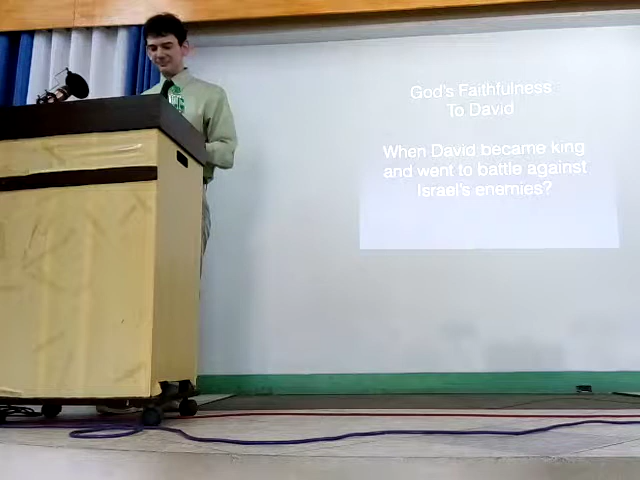 God's Faithfulness
To David
When David became king
and went to battle against
Israel's enemies?